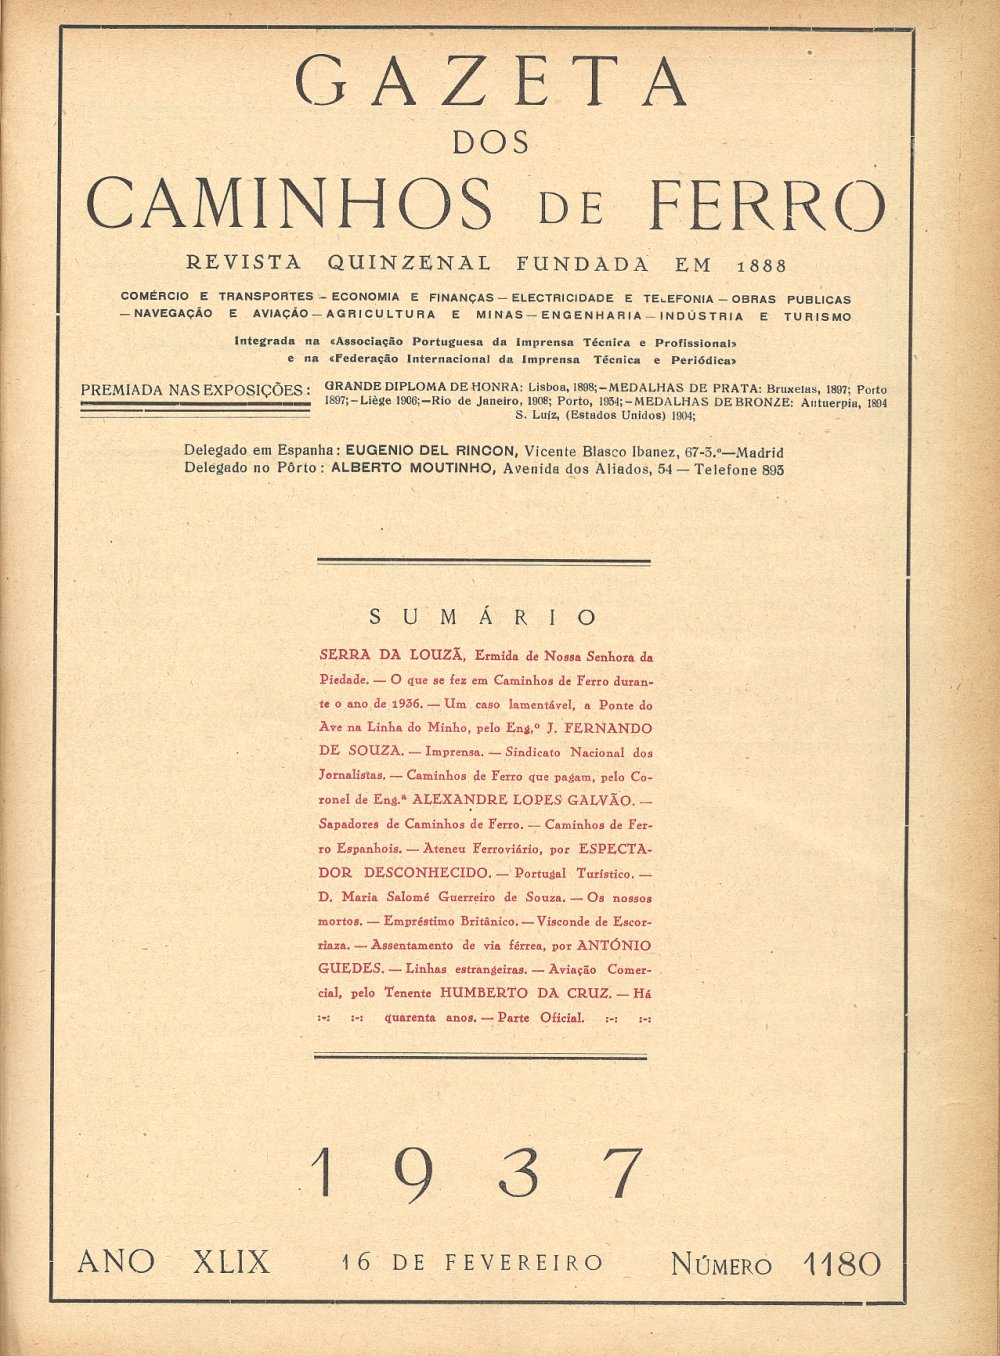 GAZETA
DOS
CAMINHOS DE FERRO
REVISTA QUINZENAL FUNDADA EM 1888
COMÉRCIO E TRANSPORTES – ECONOMIA E FINANÇAS – ELECTRICIDADE E TELEFONIA – OBRAS PUBLICAS
– NAVEGAÇÃO E AVIAÇÃO – AGRICULTURA E MINAS – ENGENHARIA – INDÚSTRIA E TURISMO
Integrada na «Associação Portuguesa da Imprensa Técnica e Profissional»
e na «Federação Internacional da Imprensa Técnica e Periódica»
PREMIADA NAS EXPOSIÇÕES: GRANDE DIPLOMA DE HONRA: Lisboa, 1898;—MEDALHAS DE PRATA: Bruxelas, 1897; Porto
1897;—Liège 1906;—Rio de Janeiro, 1908; Porto, 1934;—MEDALHAS DE BRONZE: Antuerpia, 1894
S. Luíz, (Estados Unidos) 1904;
Delegado em Espanha: EUGENIO DEL RINCON, Vicente Blasco Ibanez, 67-3.º—Madrid
Delegado no Pôrto: ALBERTO MOUTINHO, Avenida dos Aliados, 54 — Telefone 893
SUMÁRIO
SERRA DA LOUZÃ, Ermida de Nossa Senhora da
Piedade. — O que se fez em Caminhos de Ferro duran-
te o ano de 1936. — Um caso lamentável, a Ponte do
Ave na Linha do Minho, pelo Eng.º J. FERNANDO
DE SOUZA. — Imprensa. — Sindicato Nacional dos
Jornalistas. — Caminhos de Ferro que pagam, pelo Co-
ronel de Eng.ª ALEXANDRE LOPES GALVÃO. —
Sapadores de Caminhos de Ferro. — Caminhos de Fer-
ro Espanhois. — Ateneu Ferroviário, por ESPECTA-
DOR DESCONHECIDO. — Portugal Turístico. —
D. Maria Salomé Guerreiro de Souza. — Os nossos
mortos. — Empréstimo Britânico. — Visconde de Escor-
riaza. — Assentamento de via férrea, por ANTÓNIO
GUEDES. — Linhas estrangeiras. — Aviação Comer-
cial, pelo Tenente HUMBERTO DA CRUZ. — Há
:-: :-: quarenta anos. — Parte Oficial. :-: :-:
1937
ANO XLIX 16 DE FEVEREIRO NÚMERO 1180